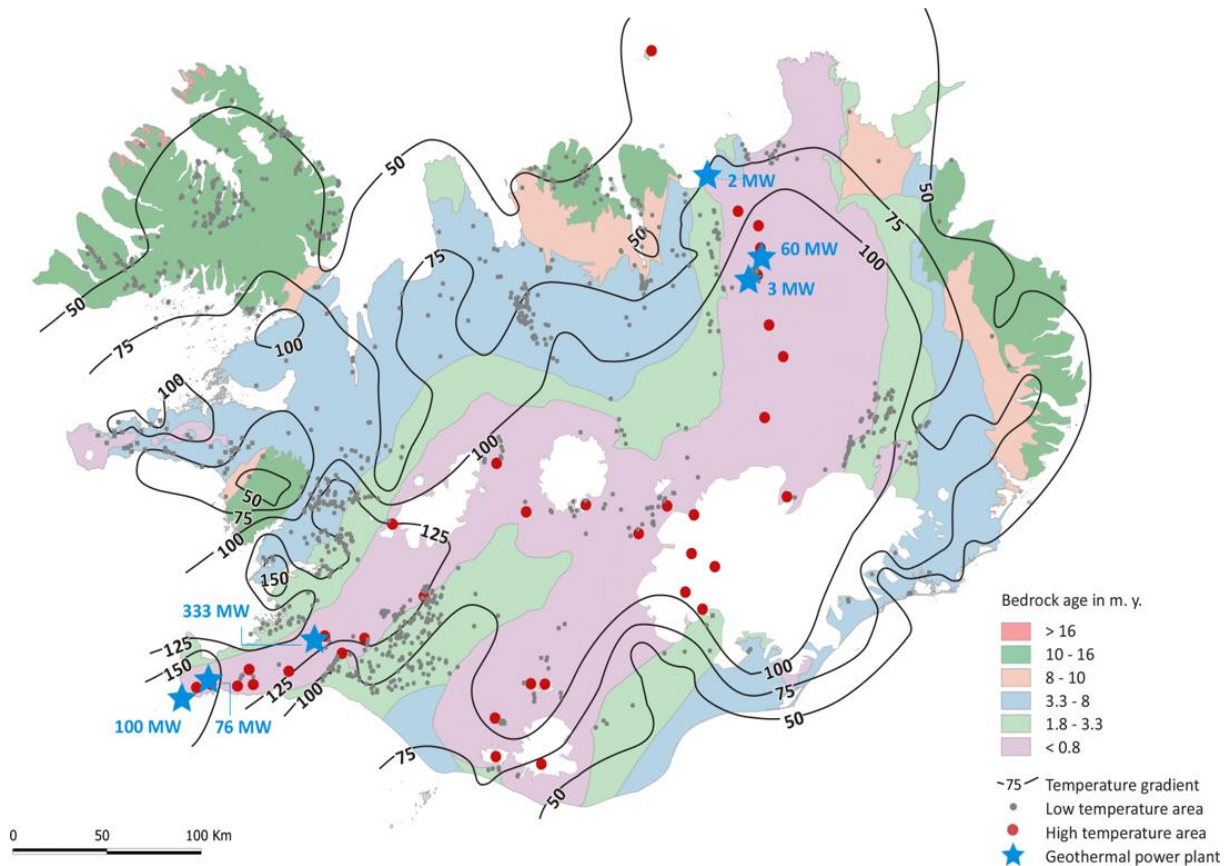 50
50
2 MW
50
75
50
75
60 MW
100
3 MW
50
75
100
100
100
50
75
100
125
150
333 MW
125
150
125
100
100
75
50
100 MW
76 MW
75
50
Bedrock age in m. y.
> 16
10 - 16
8 - 10
3.3 - 8
1.8 - 3.3
< 0.8
75 Temperature gradient
Low temperature area
High temperature area
Geothermal power plant
0 50 100 Km